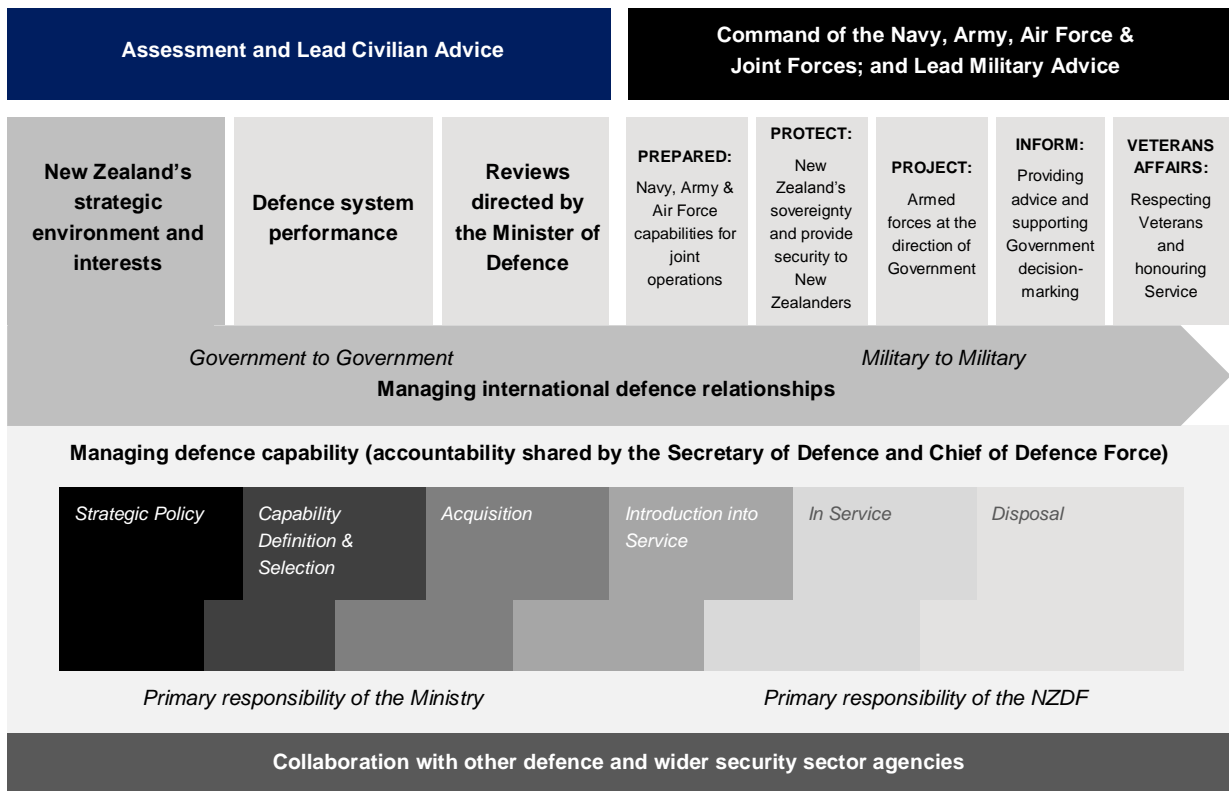 Assessment and Lead Civilian Advice
Command of the Navy, Army, Air Force &
Joint Forces; and Lead Military Advice
New Zealand's
strategic
environment and
interests
Defence system
performance
Reviews
directed by
the Minister of
Defence
PREPARED:
Navy, Army &
Air Force
capabilities for
joint
operations
PROTECT:
New
Zealand's
sovereignty
and provide
security to
New
Zealanders
PROJECT:
Armed
forces at the
direction of
Government
INFORM:
Providing
advice and
supporting
Government
decision-
marking
VETERANS
AFFAIRS:
Respecting
Veterans
and
honouring
Service
Government to Government
Military to Military
Managing international defence relationships
Managing defence capability (accountability shared by the Secretary of Defence and Chief of Defence Force)
Strategic Policy
Capability
Definition &
Selection
Acquisition
Introduction into
Service
In Service
Disposal
Primary responsibility of the Ministry
Primary responsibility of the NZDF
Collaboration with other defence and wider security sector agencies